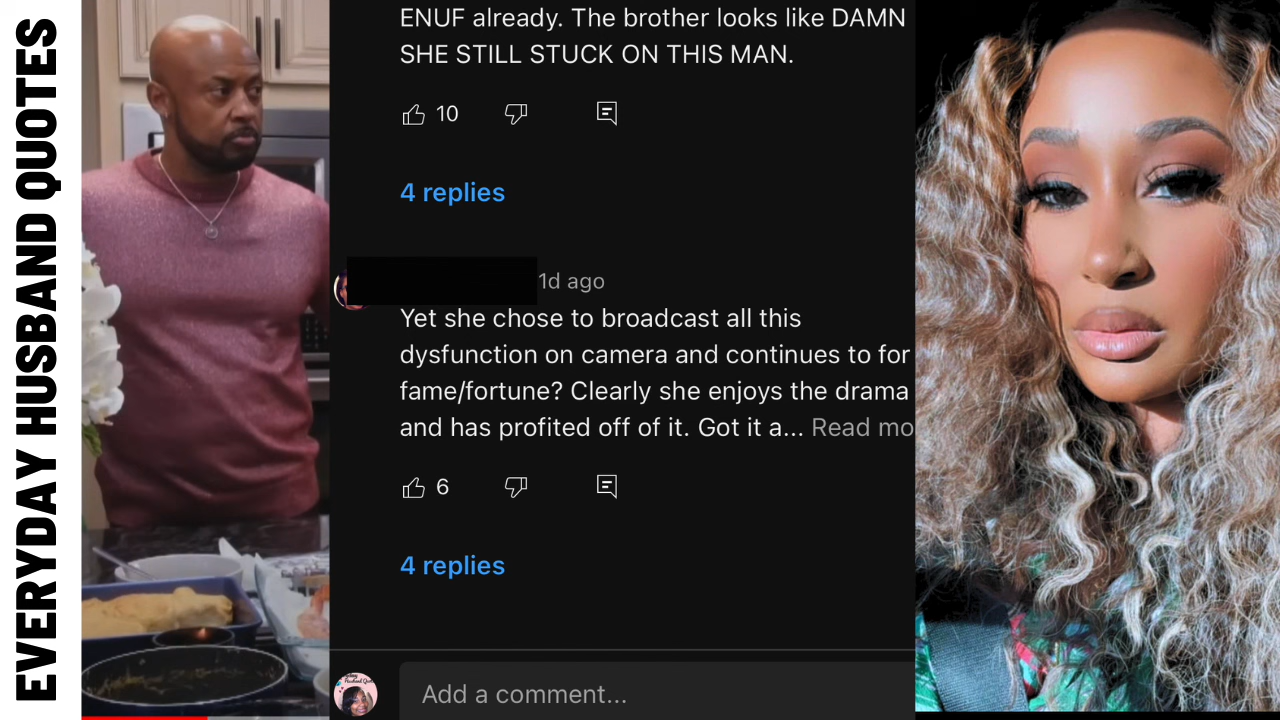 EVERYDAY HUSBAND QUOTES
ENUF already. The brother looks like DAMN
SHE STILL STUCK ON THIS MAN.
10
4 replies
1d ago
Yet she chose to broadcast all this
dysfunction on camera and continues to for
fame/fortune? Clearly she enjoys the drama
and has profited off of it. Got it a... Read mo
6
4 replies
Add a comment...